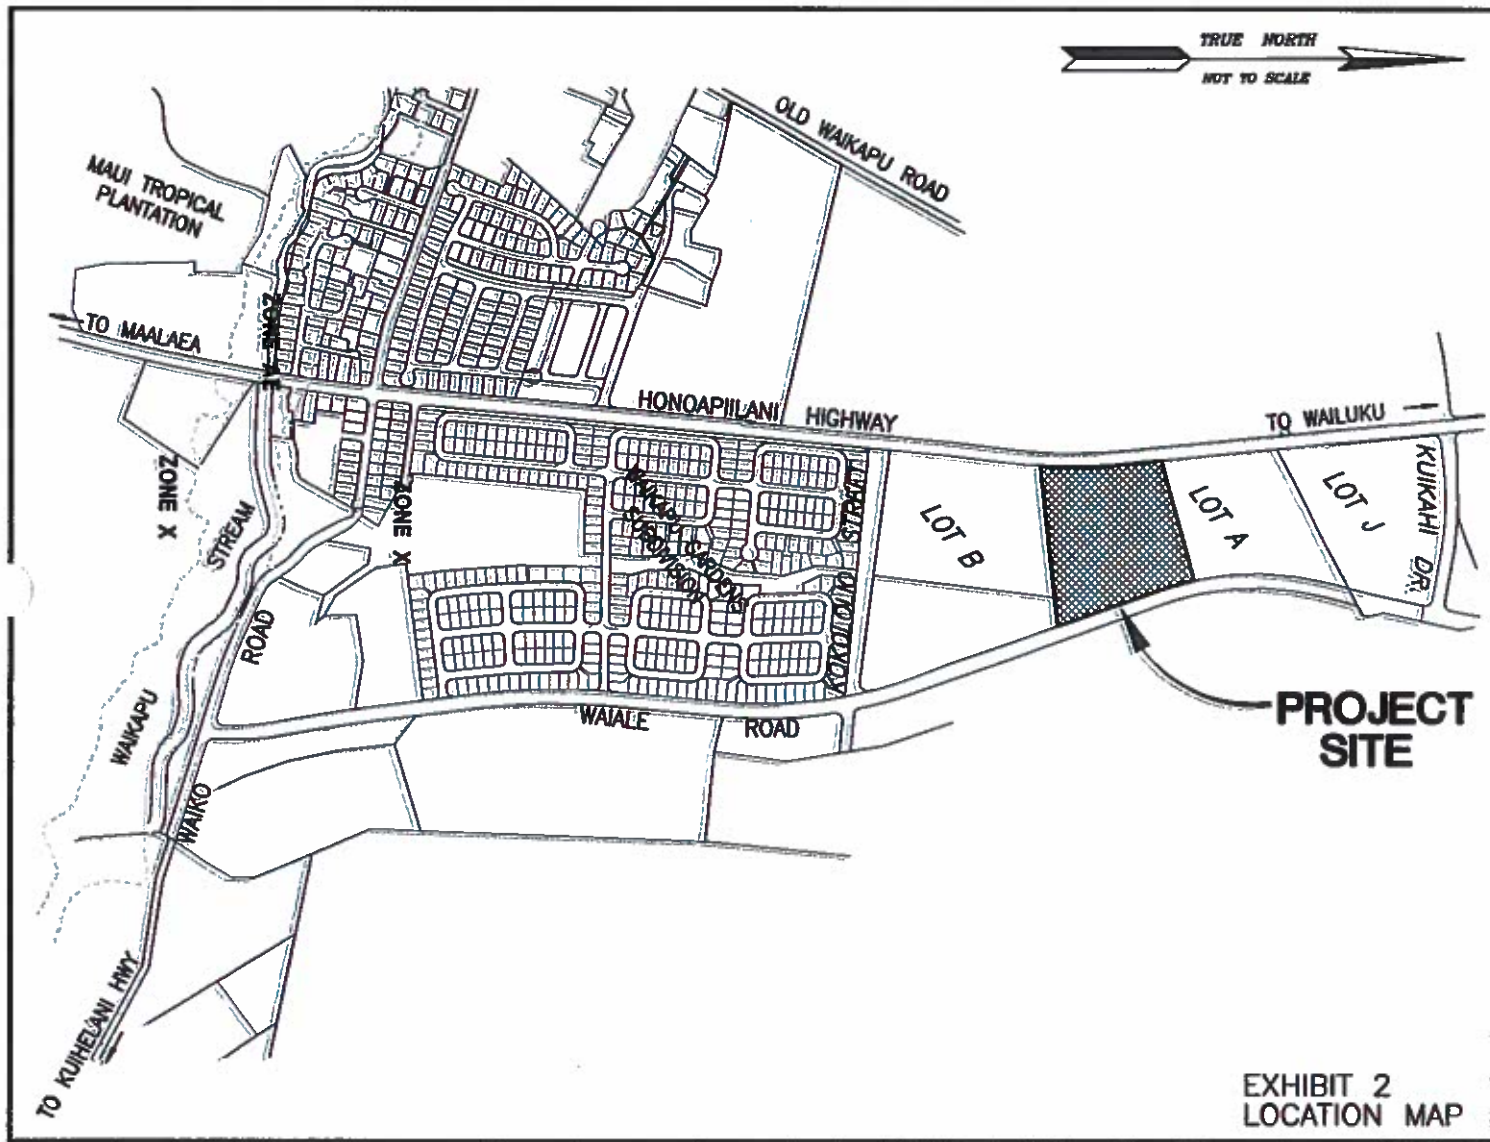 TRUE NORTH
NOT TO SCALE
OLD WAIKAPU ROAD
MAUI TROPICAL
PLANTATION
ZONE AE
TO MAALAEA
HONOAPIILANI HIGHWAY
TO WAILUKU
KUIKAHI DR.
LOT J
LOT A
LOT B
ZONE X
ZONE X
WAIKAPU GARDENS
SUBDIVISION
KOKOLOLIO STREET
WAIKAPU STREAM
WAIKO ROAD
WAIALE ROAD
PROJECT
SITE
TO KUIHELANI HWY
EXHIBIT 2
LOCATION MAP